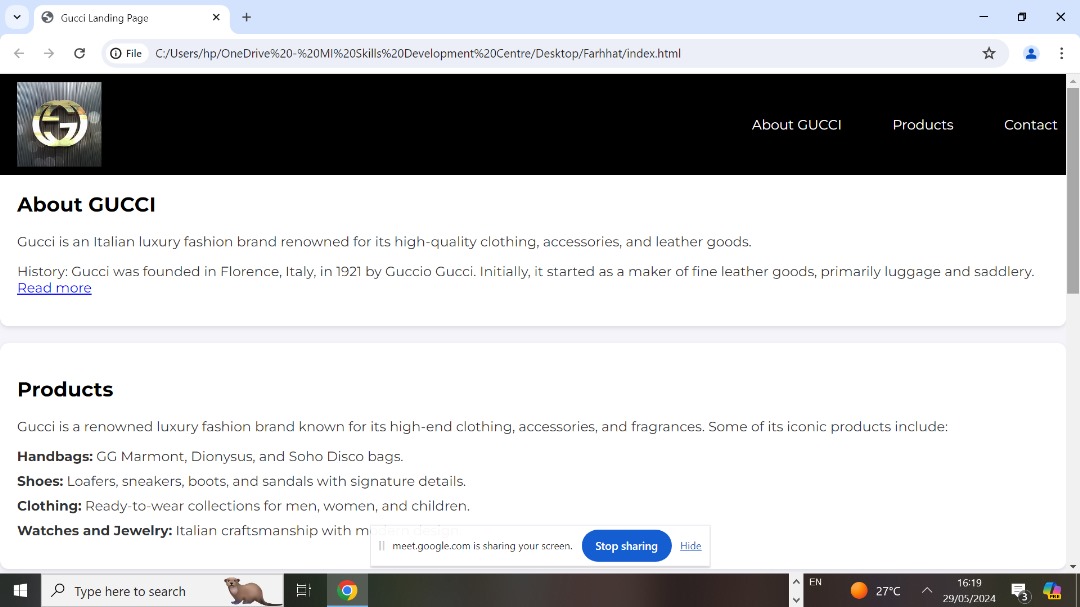 Gucci Landing Page
File
C:/Users/hp/OneDrive%20-%20MI%20Skills%20Development%20Centre/Desktop/Farhhat/index.html
About GUCCI
Products
Contact
About GUCCI
Gucci is an Italian luxury fashion brand renowned for its high-quality clothing, accessories, and leather goods.
History: Gucci was founded in Florence, Italy, in 1921 by Guccio Gucci. Initially, it started as a maker of fine leather goods, primarily luggage and saddlery.
Read more
Products
Gucci is a renowned luxury fashion brand known for its high-end clothing, accessories, and fragrances. Some of its iconic products include:
Handbags: GG Marmont, Dionysus, and Soho Disco bags.
Shoes: Loafers, sneakers, boots, and sandals with signature details.
Clothing: Ready-to-wear collections for men, women, and children.
Watches and Jewelry: Italian craftsmanship with
meet.google.com is sharing your screen.
Stop sharing
Hide
Type here to search
EN
27°C
16:19
29/05/2024
3